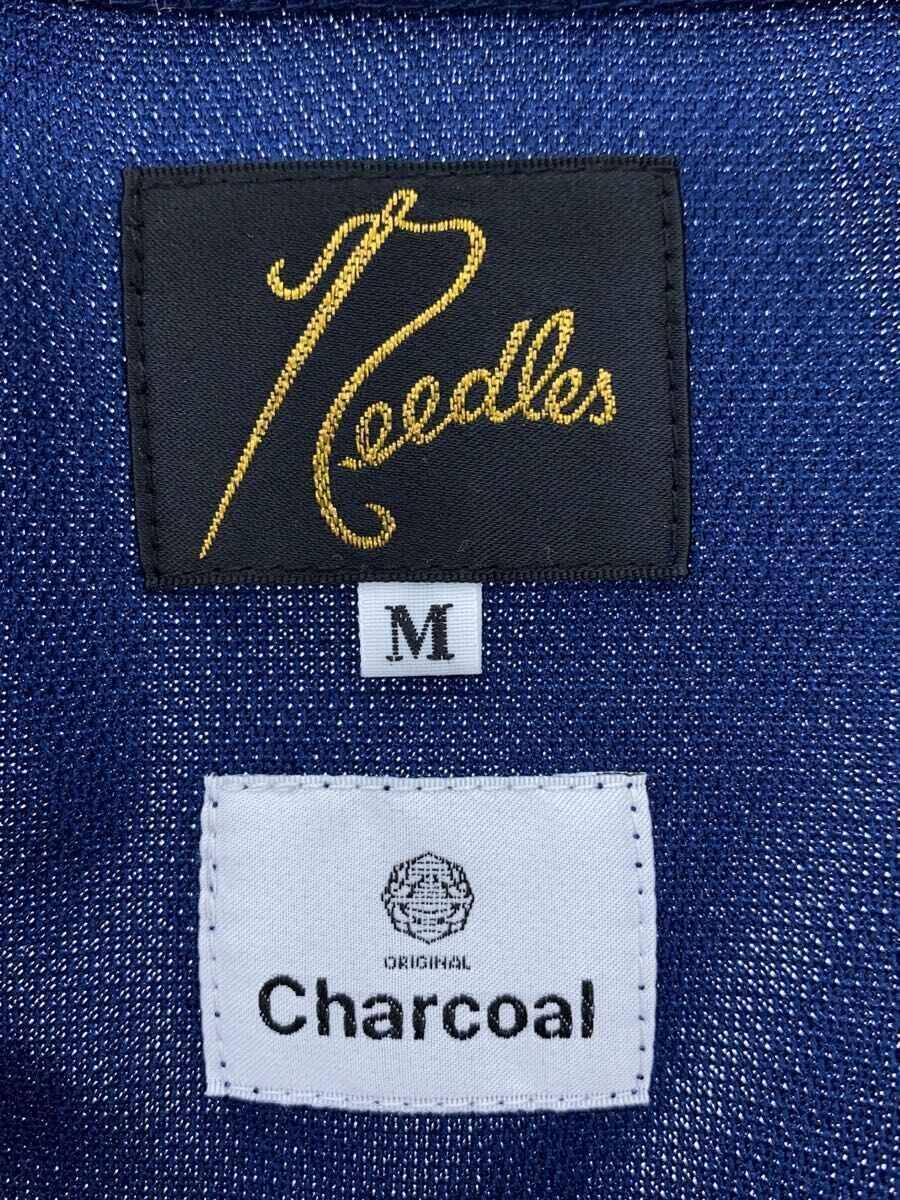 Needles
M
ORIGINAL
Charcoal